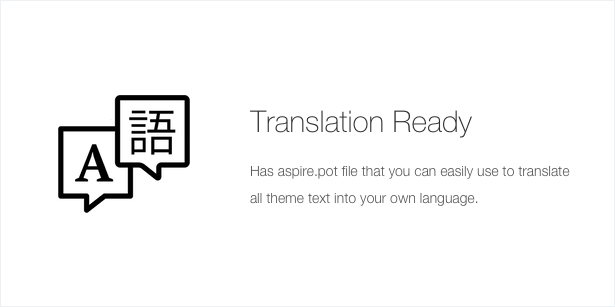 A
語
Translation Ready
Has aspire.pot file that you can easily use to translate
all theme text into your own language.